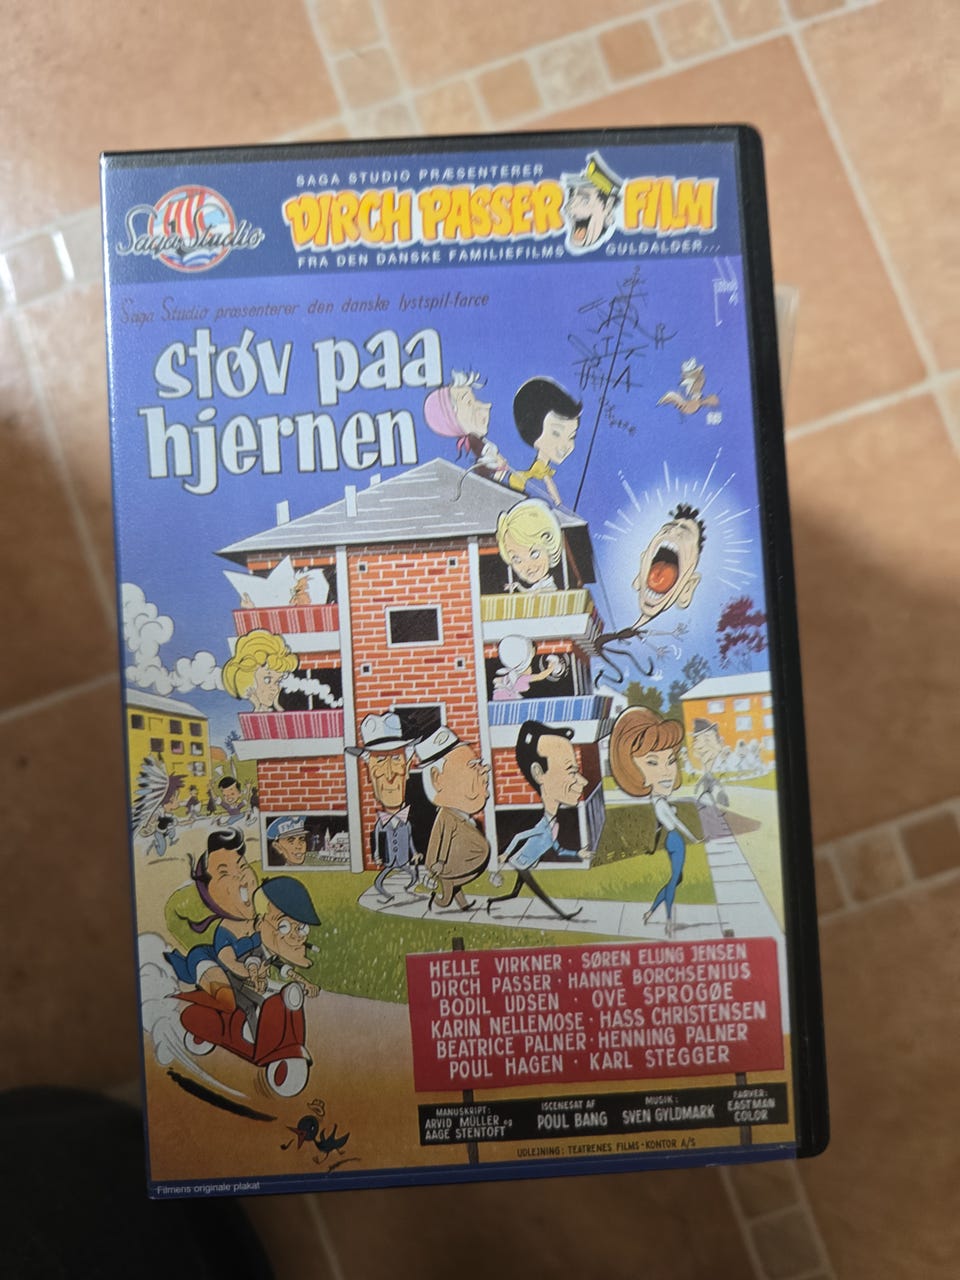 SAGA STUDIO PRÆSENTERER
Saga Studio
DIRCH PASSER FILM
FRA DEN DANSKE FAMILIEFILMS GULDALDER...
Saga Studio præsenterer den danske lystspil-farce
støv paa
hjernen
HELLE VIRKNER · SØREN ELUNG JENSEN
DIRCH PASSER · HANNE BORCHSENIUS
BODIL UDSEN · OVE SPROGØE
KARIN NELLEMOSE · HASS CHRISTENSEN
BEATRICE PALNER · HENNING PALNER
POUL HAGEN · KARL STEGGER
MANUSKRIPT:
ARVID MÜLLER og
AAGE STENTOFT
ISCENESAT AF
POUL BANG
MUSIK:
SVEN GYLDMARK
FARVER:
EASTMAN
COLOR
UDLEJNING: TEATRENES FILMS-KONTOR A/S
Filmens originale plakat